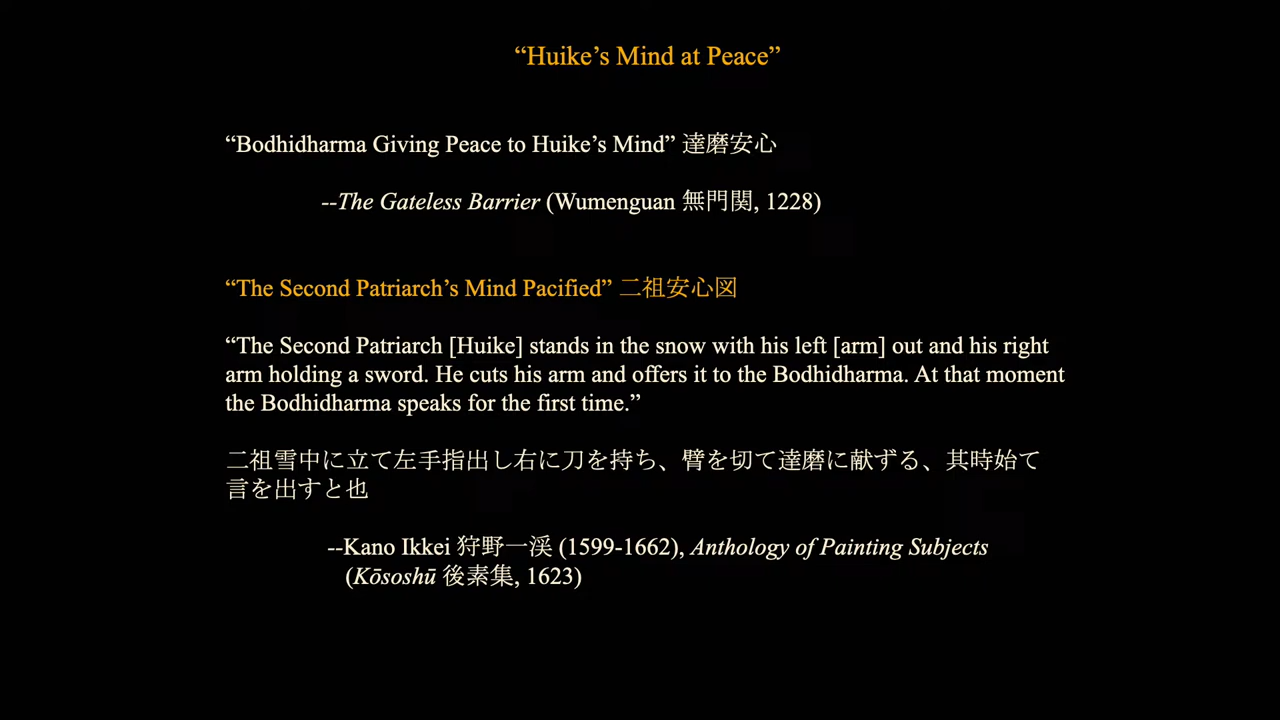 “Huike’s Mind at Peace”
“Bodhidharma Giving Peace to Huike’s Mind” 達磨安心
--The Gateless Barrier (Wumenguan 無門関, 1228)
“The Second Patriarch’s Mind Pacified” 二祖安心図
“The Second Patriarch [Huike] stands in the snow with his left [arm] out and his right
arm holding a sword. He cuts his arm and offers it to the Bodhidharma. At that moment
the Bodhidharma speaks for the first time.”
二祖雪中に立て左手指出し右に刀を持ち、臂を切て達磨に献ずる、其時始て
言を出すと也
--Kano Ikkei 狩野一渓 (1599-1662), Anthology of Painting Subjects
(Kōsoshū 後素集, 1623)